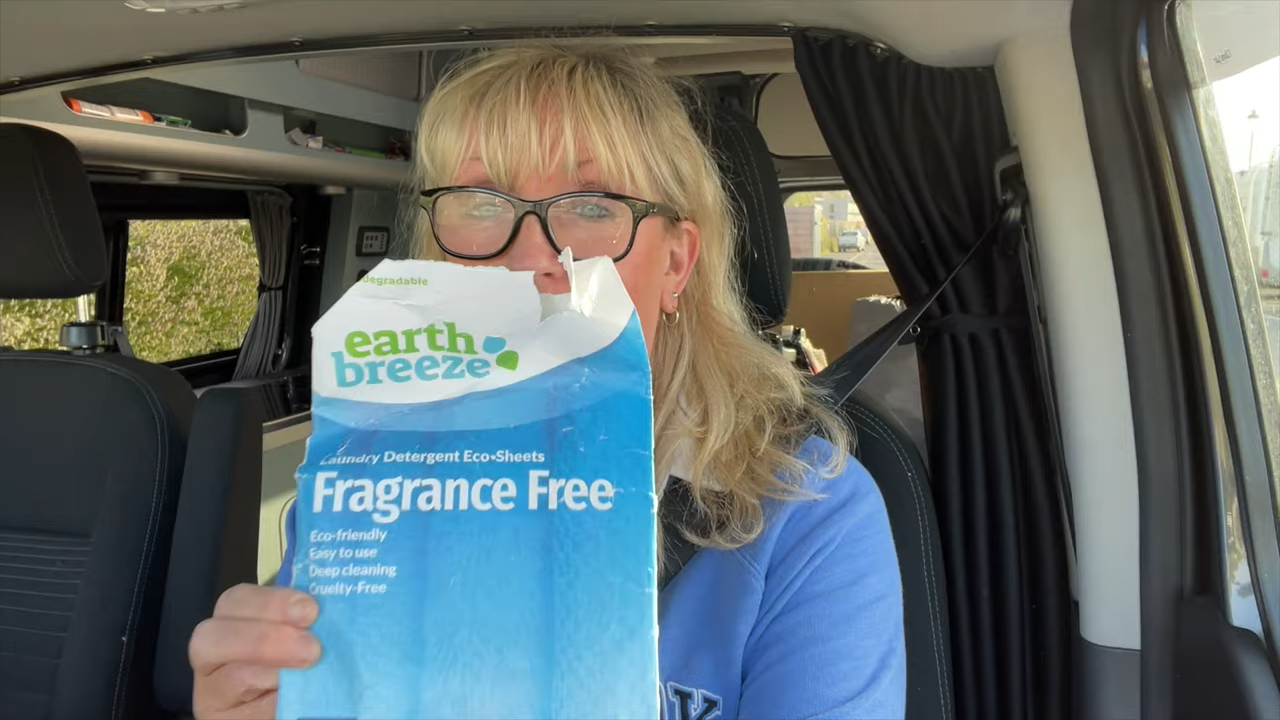 degradable
earth
breeze
Laundry Detergent Eco•Sheets
Fragrance Free
Eco-friendly
Easy to use
Deep cleaning
Cruelty-Free